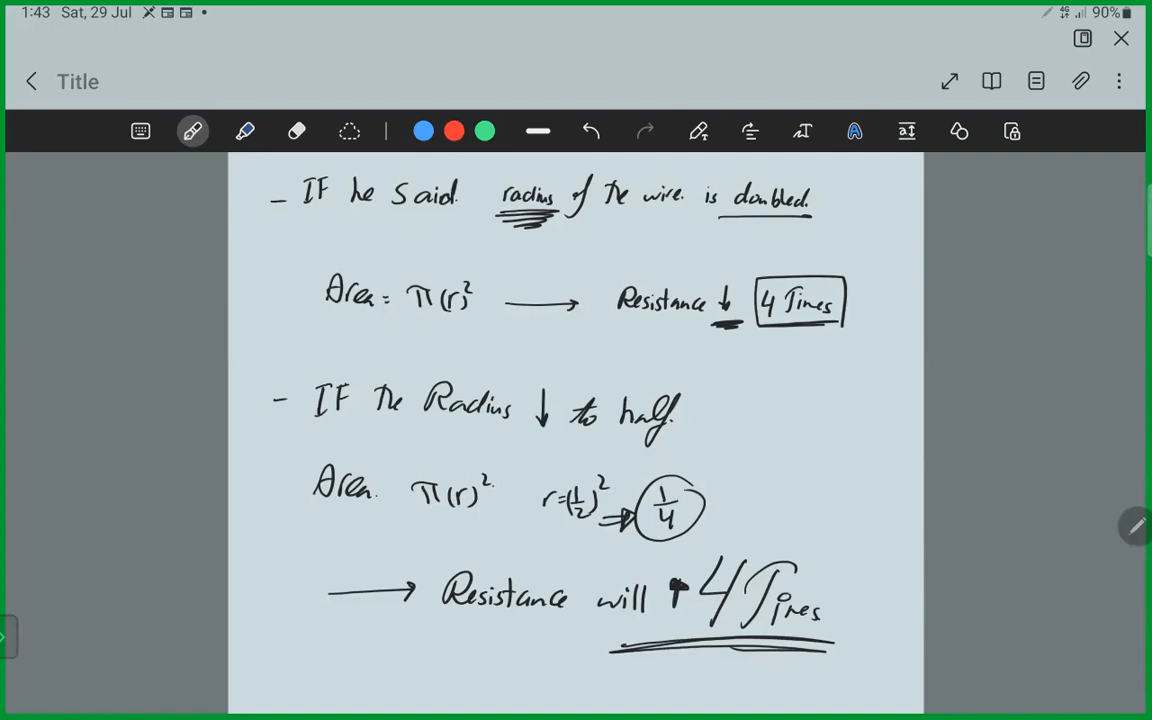 1:43 Sat, 29 Jul 4G 90%
Title
- IF he Said radius of the wire is doubled.
Area = π(r)² → Resistance ↓ 4 Times
- IF the Radius ↓ to half.
Area π(r)² r=(1/2)² ⇒ 1/4
→ Resistance will ↑ 4 Times